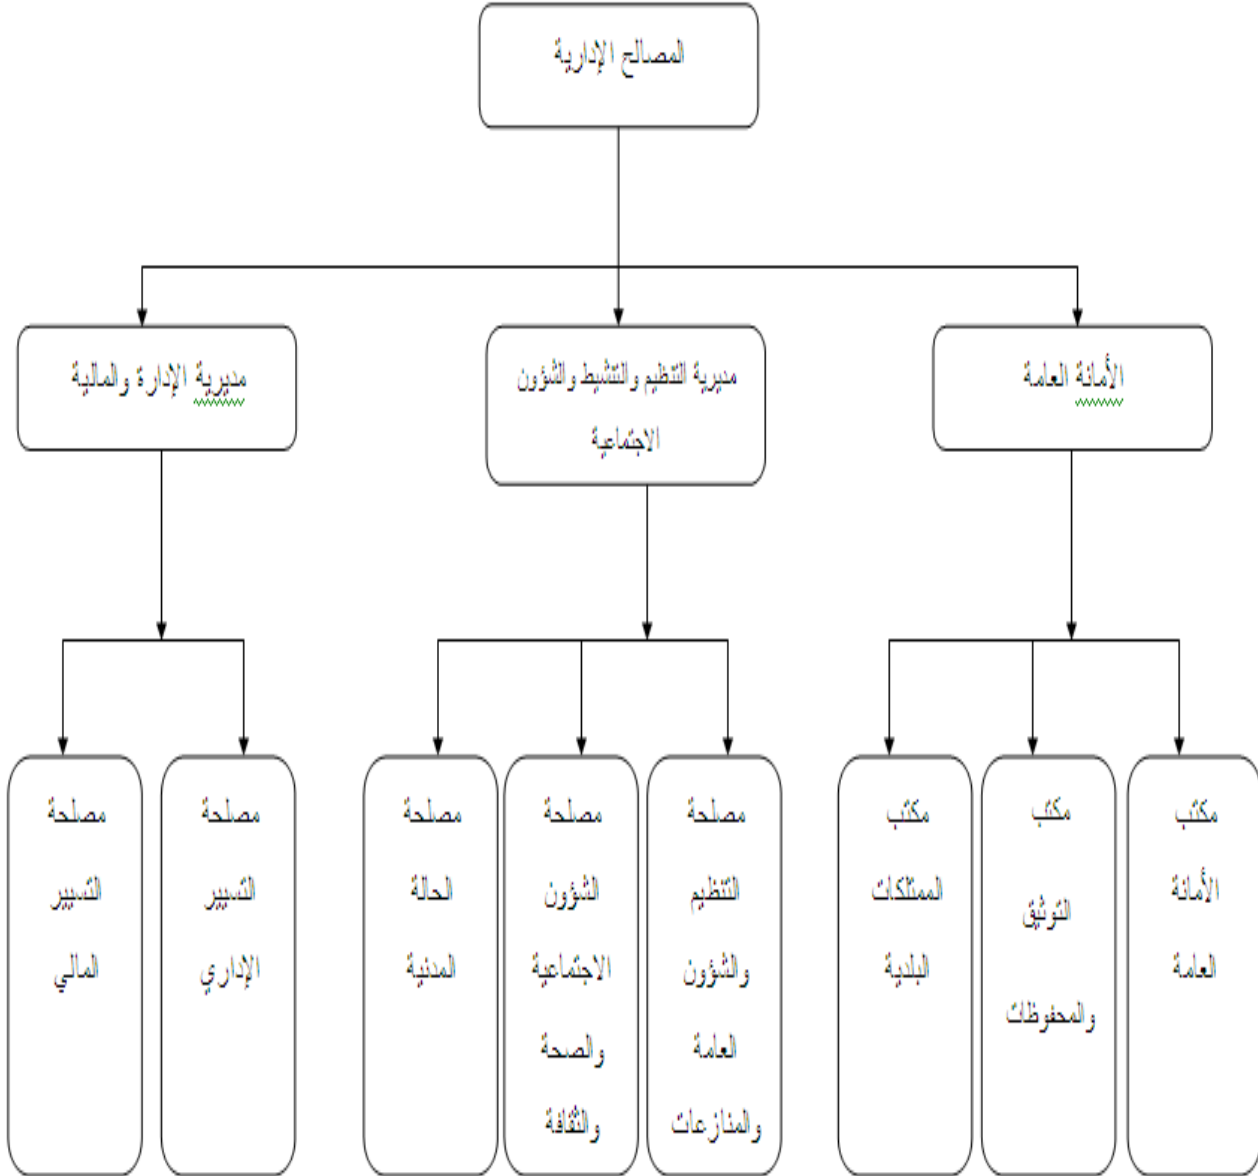 المصالح الإدارية
الأمانة العامة
مديرية التنظيم والتنشيط والشؤون
الاجتماعية
مديرية الإدارة والمالية
مكتب
الأمانة
العامة
مكتب
التوثيق
والمحفوظات
مكتب
الممتلكات
البلدية
مصلحة
التنظيم
والشؤون
العامة
والمنازعات
مصلحة
الشؤون
الاجتماعية
والصحة
والثقافة
مصلحة
الحالة
المدنية
مصلحة
التسيير
الإداري
مصلحة
التسيير
المالي